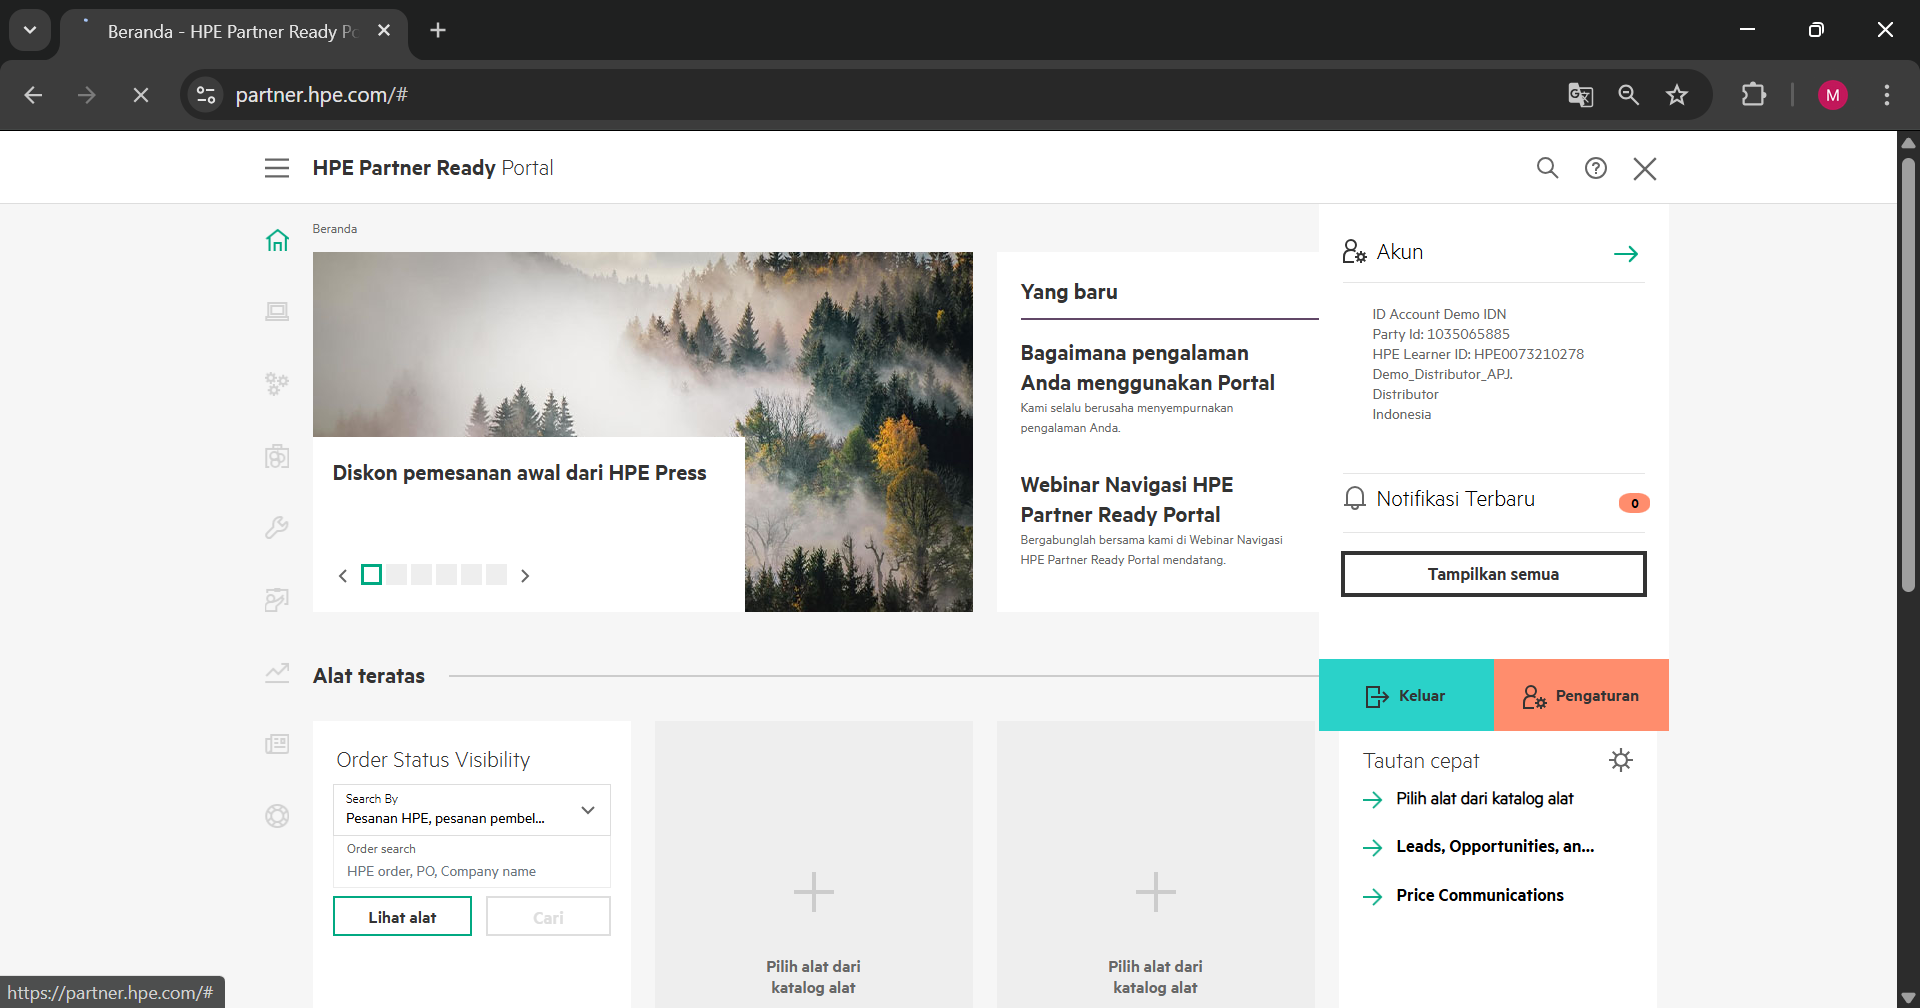 Beranda - HPE Partner Ready Po
partner.hpe.com/#
M
HPE Partner Ready Portal
Beranda
Diskon pemesanan awal dari HPE Press
Yang baru
Bagaimana pengalaman
Anda menggunakan Portal
Kami selalu berusaha menyempurnakan
pengalaman Anda.
Webinar Navigasi HPE
Partner Ready Portal
Bergabunglah bersama kami di Webinar Navigasi
HPE Partner Ready Portal mendatang.
Akun
ID Account Demo IDN
Party Id: 1035065885
HPE Learner ID: HPE0073210278
Demo_Distributor_APJ.
Distributor
Indonesia
Notifikasi Terbaru
0
Tampilkan semua
Keluar
Pengaturan
Alat teratas
Order Status Visibility
Search By
Pesanan HPE, pesanan pembel...
Order search
HPE order, PO, Company name
Lihat alat
Cari
Pilih alat dari
katalog alat
Pilih alat dari
katalog alat
Tautan cepat
Pilih alat dari katalog alat
Leads, Opportunities, an...
Price Communications
https://partner.hpe.com/#